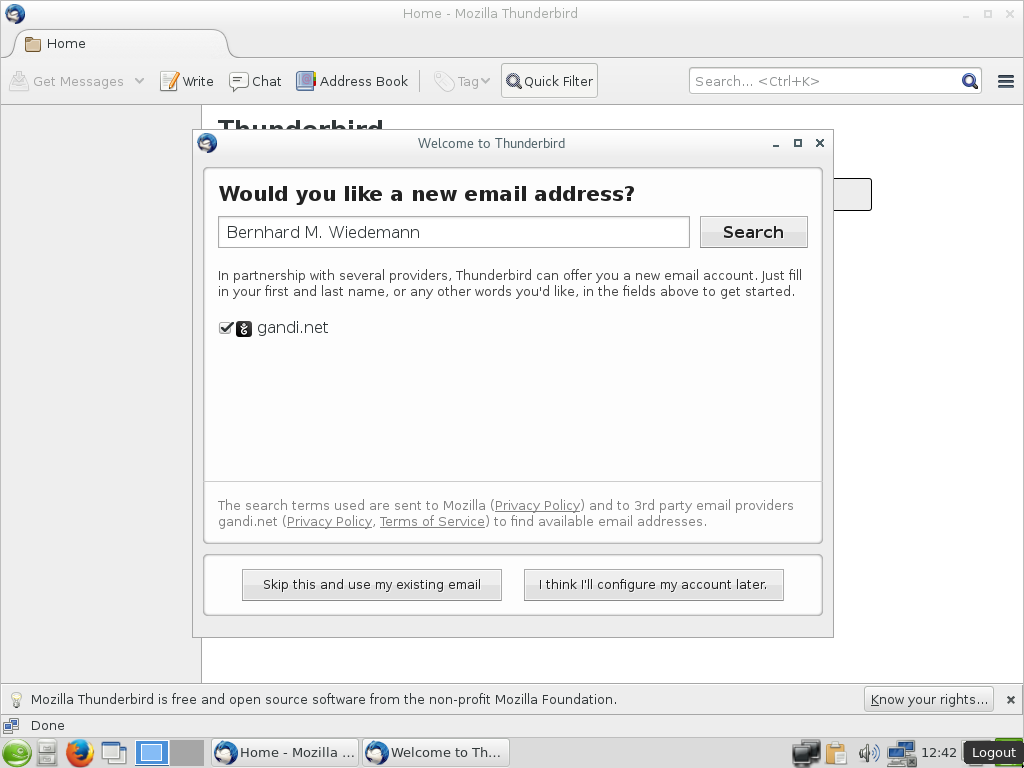 Home - Mozilla Thunderbird
Home
Get Messages
Write
Chat
Address Book
Tag
Quick Filter
Search... <Ctrl+K>
Thunderbird
Welcome to Thunderbird
Would you like a new email address?
Bernhard M. Wiedemann
Search
In partnership with several providers, Thunderbird can offer you a new email account. Just fill
in your first and last name, or any other words you'd like, in the fields above to get started.
gandi.net
The search terms used are sent to Mozilla (Privacy Policy) and to 3rd party email providers
gandi.net (Privacy Policy, Terms of Service) to find available email addresses.
Skip this and use my existing email
I think I'll configure my account later.
Mozilla Thunderbird is free and open source software from the non-profit Mozilla Foundation.
Know your rights...
Done
Home - Mozilla ...
Welcome to Th...
12:42
Logout